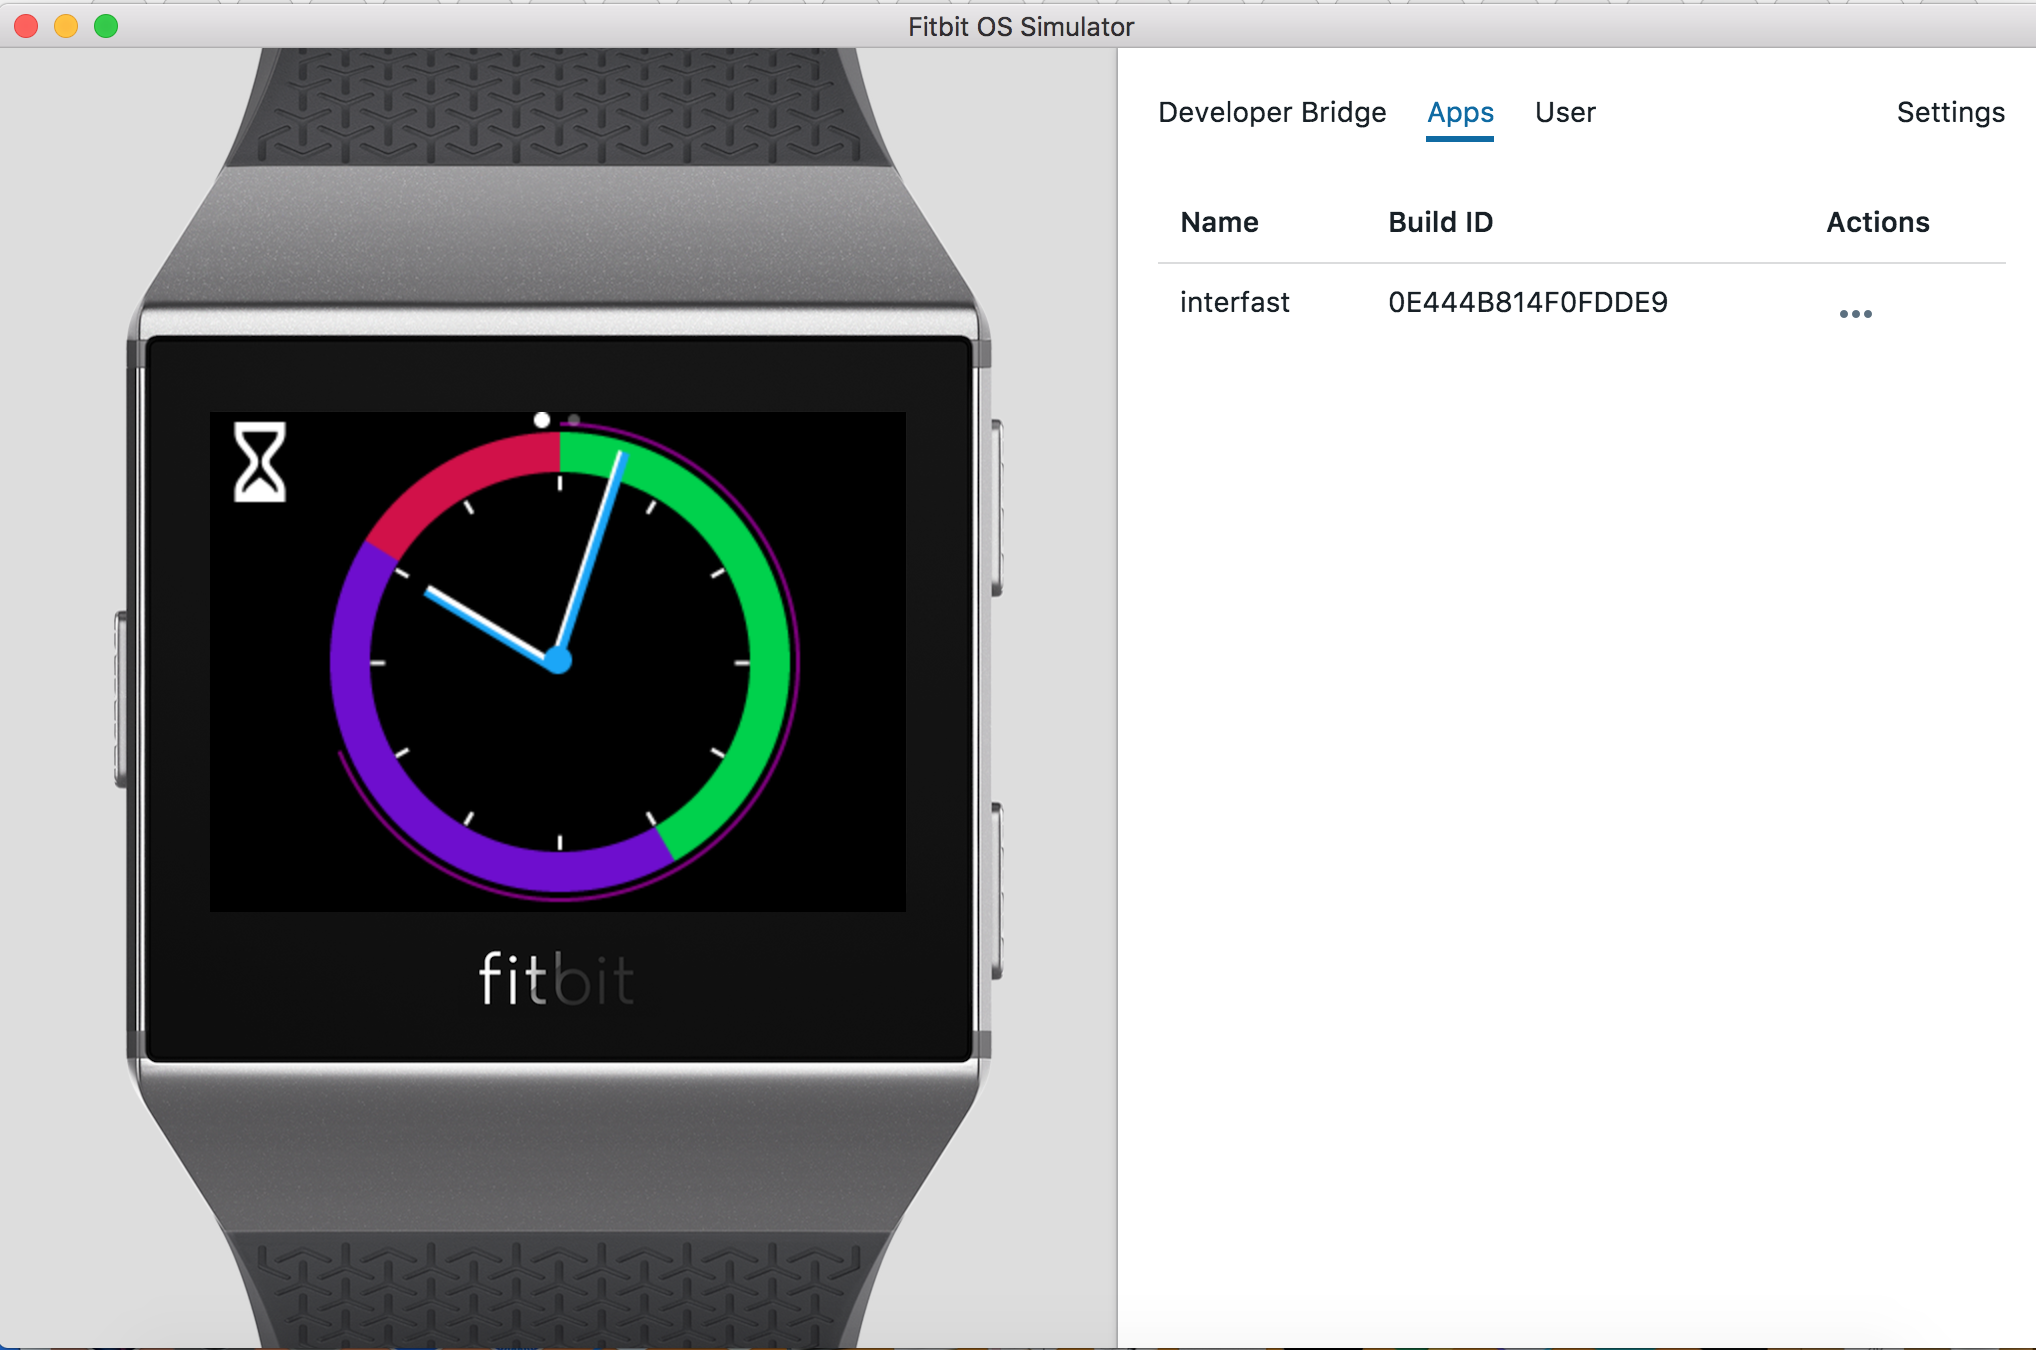 Fitbit OS Simulator
Developer Bridge Apps User Settings
Name Build ID Actions
interfast 0E444B814F0FDDE9
fitbit